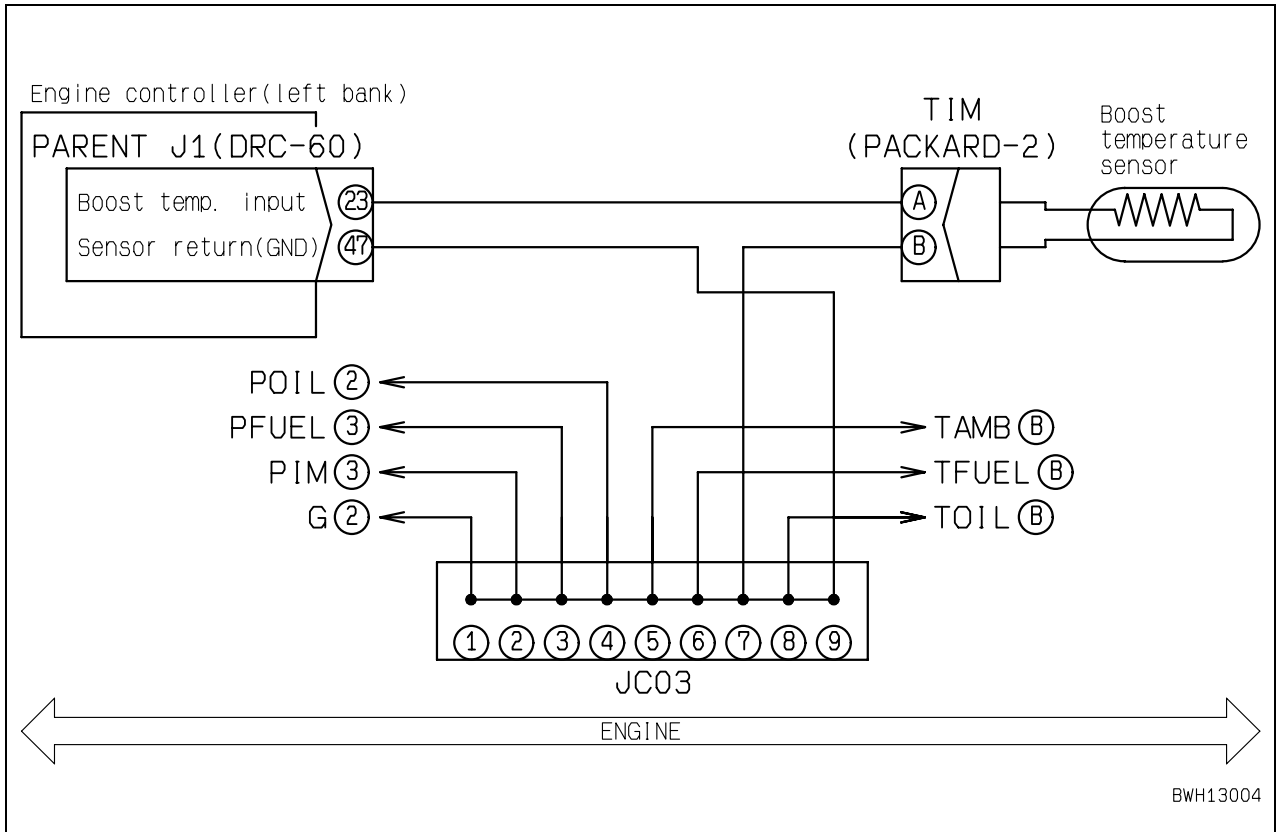 Engine controller(left bank)
PARENT J1(DRC-60)
Boost temp. input 23
Sensor return(GND) 47
TIM
(PACKARD-2)
A
B
Boost
temperature
sensor
POIL 2
PFUEL 3
PIM 3
G 2
TAMB B
TFUEL B
TOIL B
1 2 3 4 5 6 7 8 9
JC03
ENGINE
BWH13004